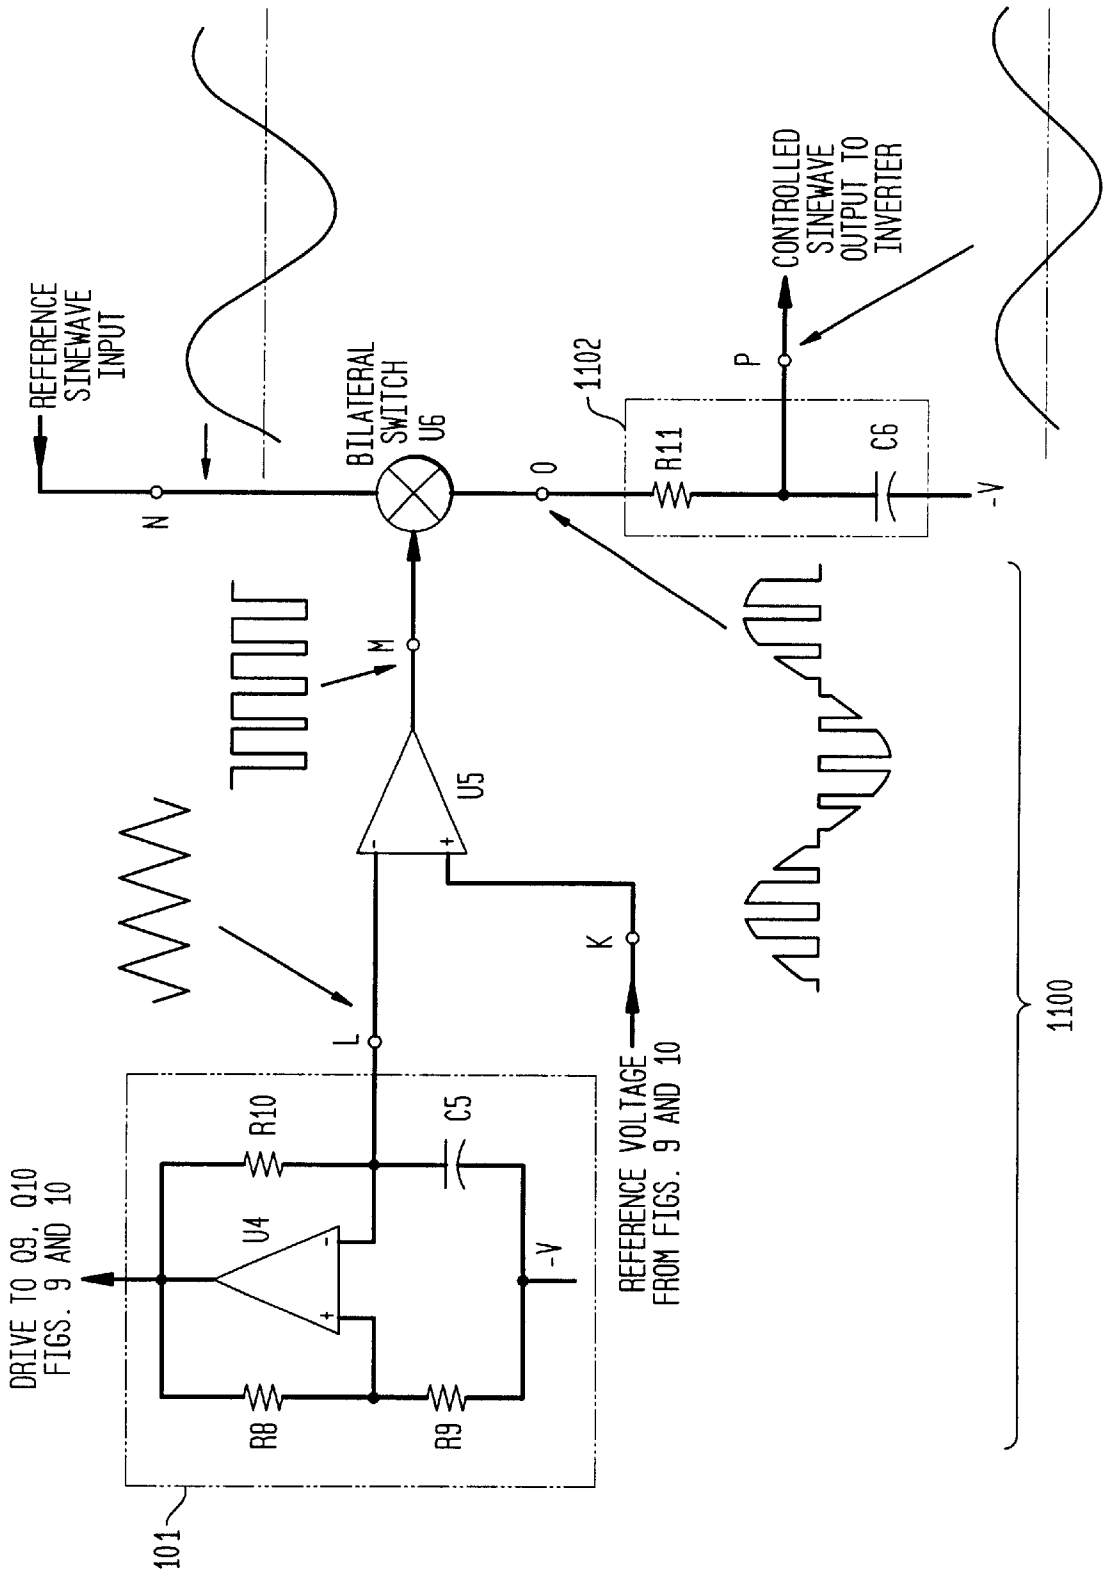 DRIVE TO Q9, Q10
FIGS. 9 AND 10
101
R8
R9
U4
+
-
R10
C5
-V
L
REFERENCE VOLTAGE
FROM FIGS. 9 AND 10
K
-
+
U5
M
REFERENCE
SINEWAVE
INPUT
N
BILATERAL
SWITCH
U6
O
1102
R11
C6
-V
P
CONTROLLED
SINEWAVE
OUTPUT TO
INVERTER
1100